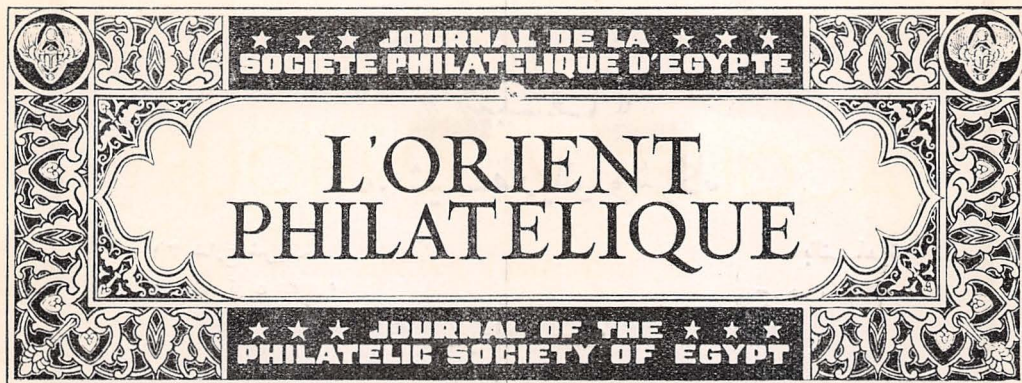 ★ ★ ★ JOURNAL DE LA ★ ★ ★
SOCIETE PHILATELIQUE D'EGYPTE
L'ORIENT
PHILATELIQUE
★ ★ ★ JOURNAL OF THE ★ ★ ★
PHILATELIC SOCIETY OF EGYPT